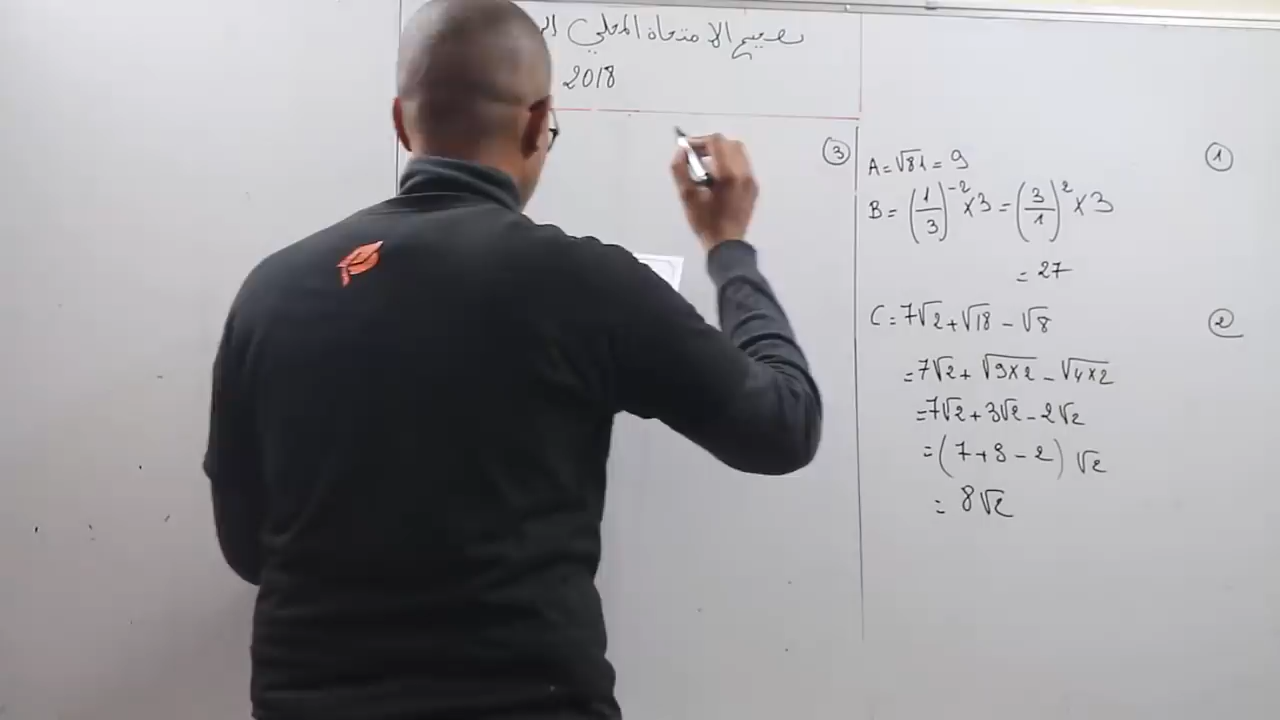 تصحيح الامتحان المحلي
2018
①
A = √81 = 9
B = (1/3)^-2 × 3 = (3/1)^2 × 3
= 27
②
C = 7√2 + √18 - √8
= 7√2 + √9×2 - √4×2
= 7√2 + 3√2 - 2√2
= (7 + 3 - 2) √2
= 8√2
③